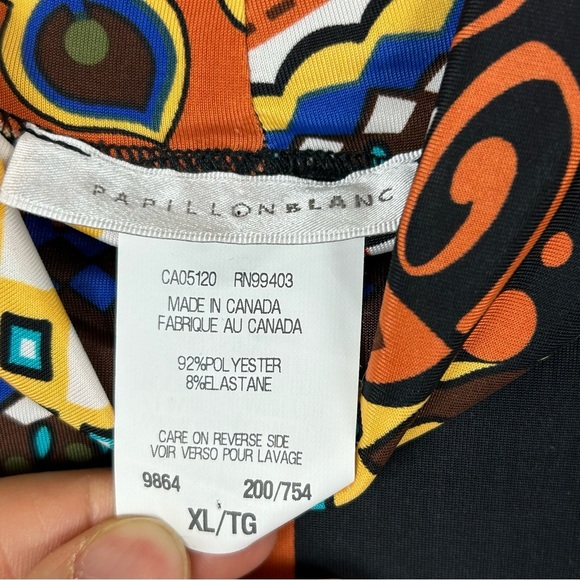 PAPILLONBLANC
CA05120 RN99403
MADE IN CANADA
FABRIQUE AU CANADA
92%POLYESTER
8%ELASTANE
CARE ON REVERSE SIDE
VOIR VERSO POUR LAVAGE
9864 200/754
XL/TG